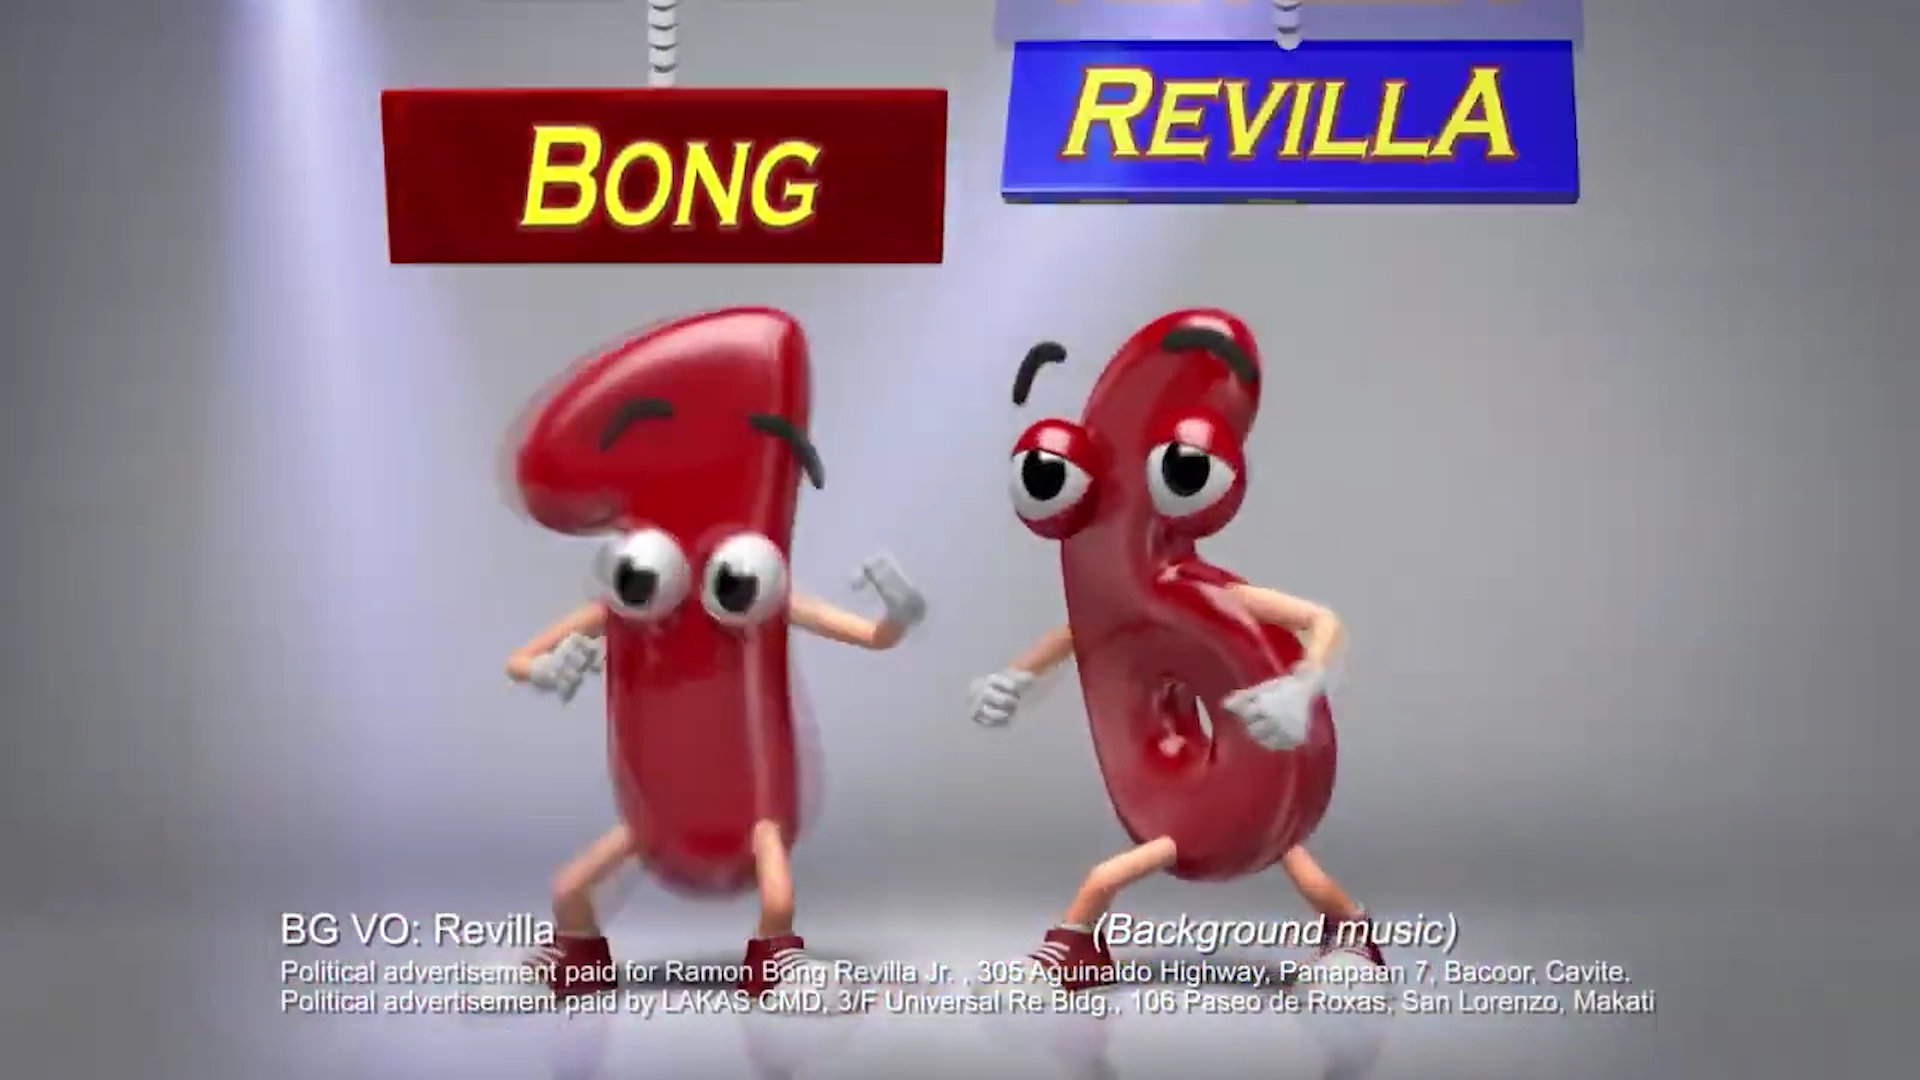 BONG
REVILLA
BG VO: Revilla
(Background music)
Political advertisement paid for Ramon Bong Revilla Jr. , 305 Aguinaldo Highway, Panapaan 7, Bacoor, Cavite.
Political advertisement paid by LAKAS CMD, 3/F Universal Re Bldg., 106 Paseo de Roxas, San Lorenzo, Makati